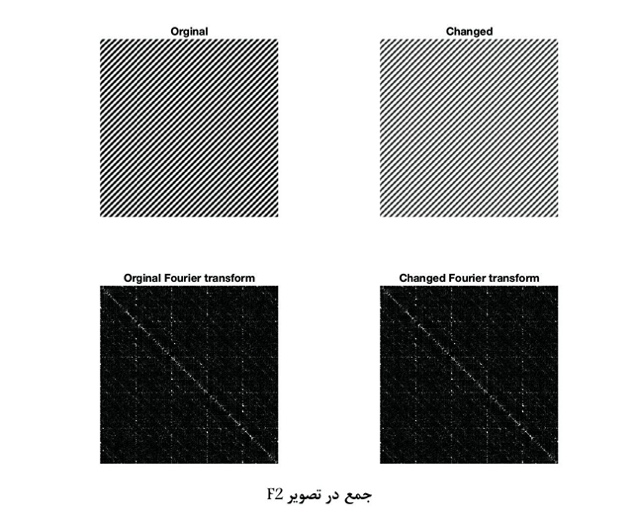 Orginal
Changed
Orginal Fourier transform
Changed Fourier transform
جمع در تصویر F2